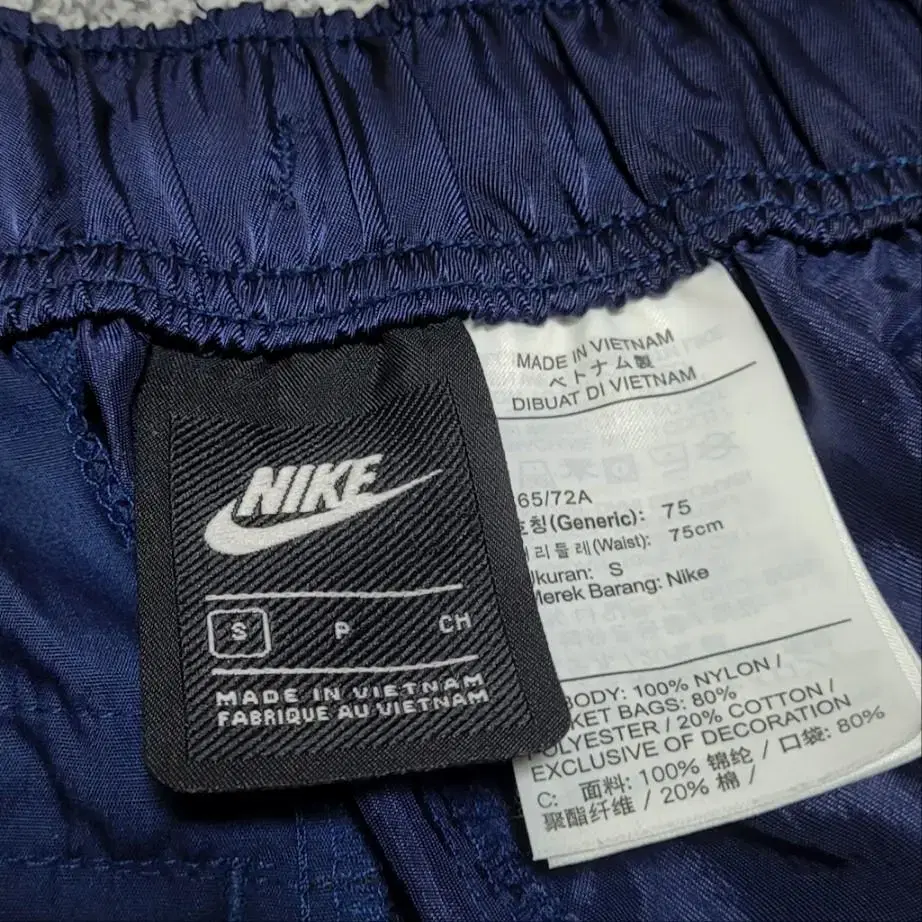 NIKE
S P CH
MADE IN VIETNAM
FABRIQUE AU VIETNAM
MADE IN VIETNAM
ベトナム製
DIBUAT DI VIETNAM
65/72A
호칭(Generic): 75
리둘레(Waist): 75cm
kuran: S
Merek Barang: Nike
BODY: 100% NYLON /
KET BAGS: 80%
OLYESTER / 20% COTTON /
EXCLUSIVE OF DECORATION
C: 面料: 100% 锦纶 / 口袋: 80%
聚酯纤维 / 20% 棉 /